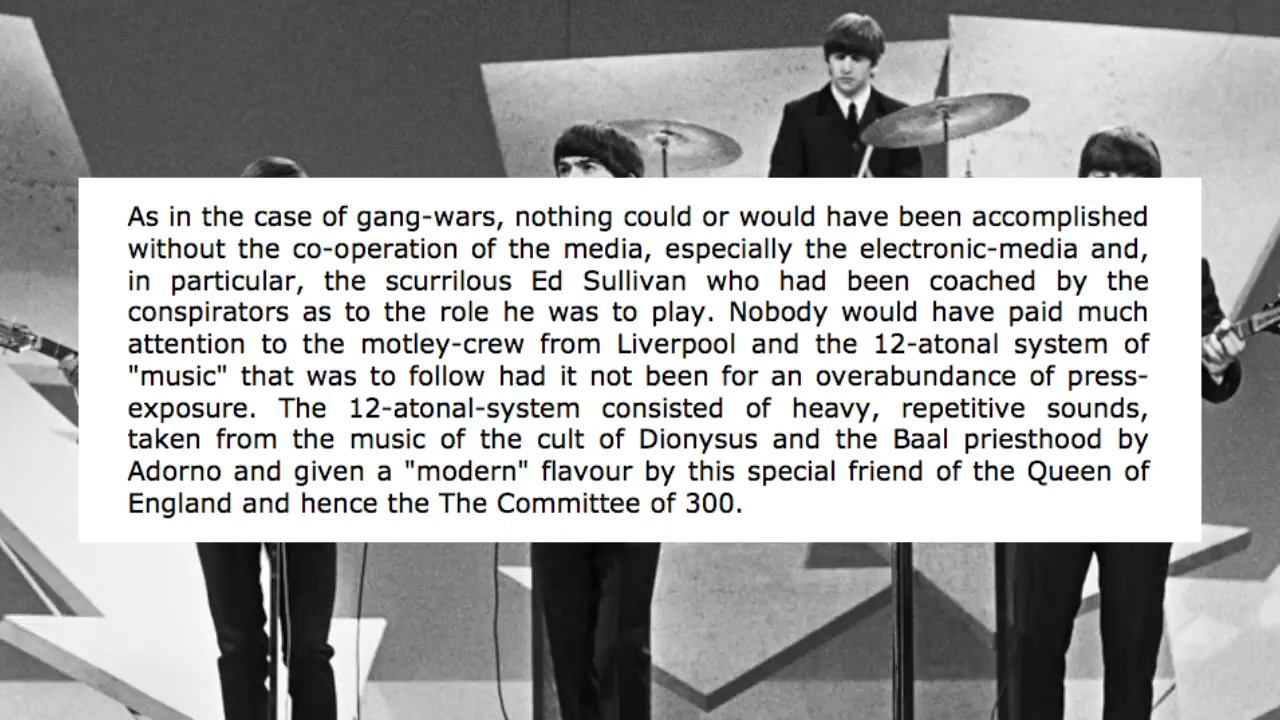 As in the case of gang-wars, nothing could or would have been accomplished
without the co-operation of the media, especially the electronic-media and,
in particular, the scurrilous Ed Sullivan who had been coached by the
conspirators as to the role he was to play. Nobody would have paid much
attention to the motley-crew from Liverpool and the 12-atonal system of
"music" that was to follow had it not been for an overabundance of press-
exposure. The 12-atonal-system consisted of heavy, repetitive sounds,
taken from the music of the cult of Dionysus and the Baal priesthood by
Adorno and given a "modern" flavour by this special friend of the Queen of
England and hence the The Committee of 300.